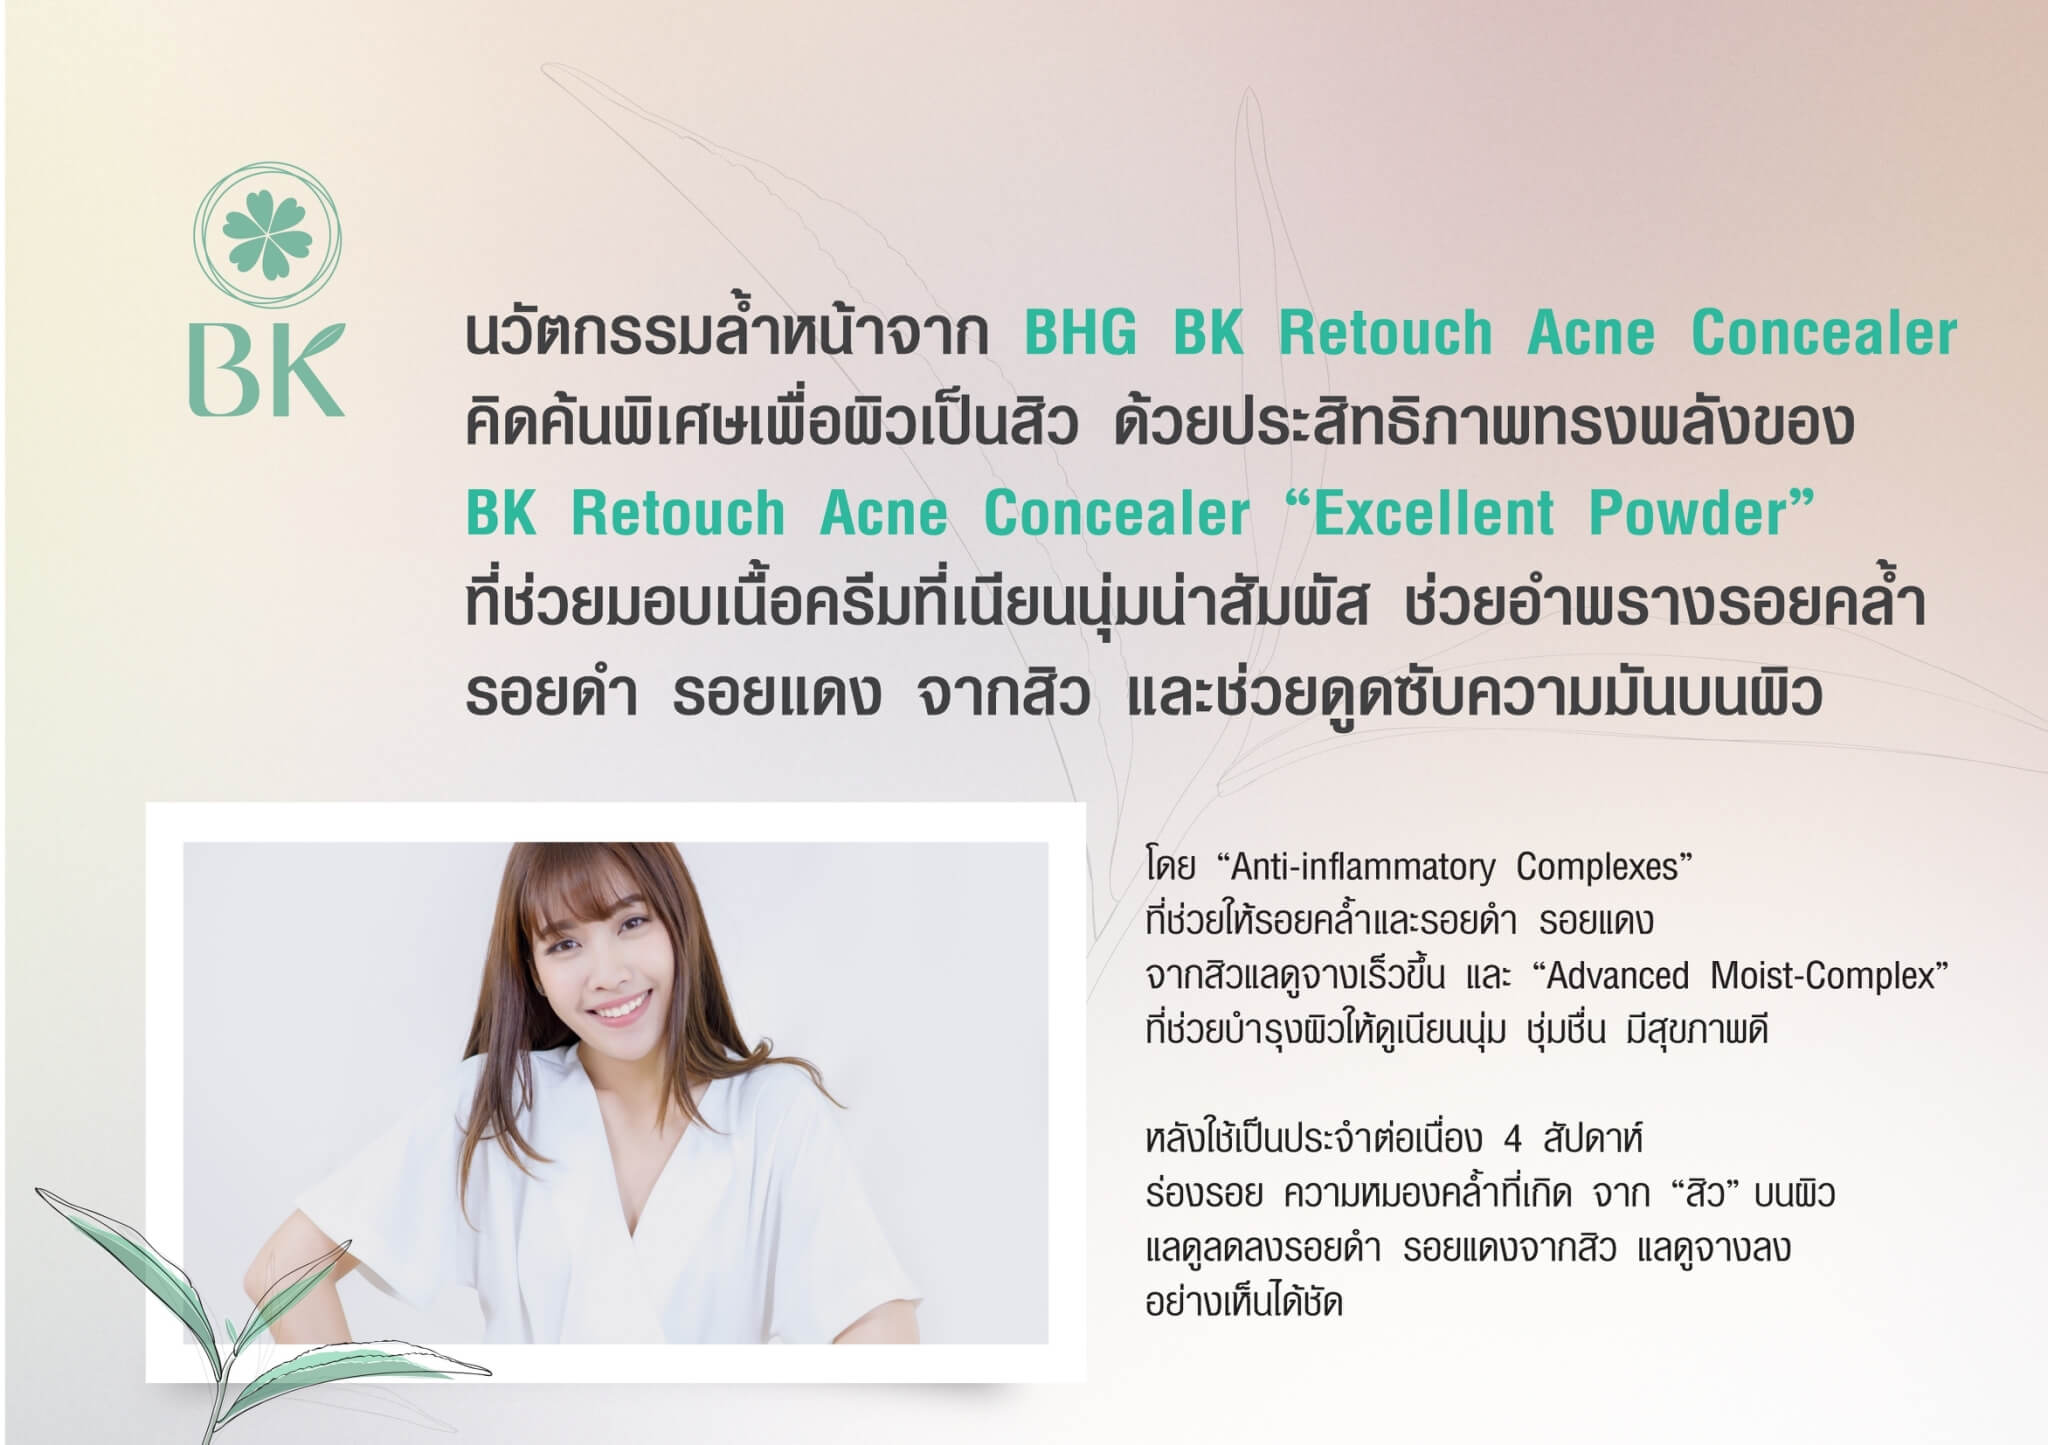 BK
นวัตกรรมล้ำหน้าจาก BHG BK Retouch Acne Concealer
คิดค้นพิเศษเพื่อผิวเป็นสิว ด้วยประสิทธิภาพทรงพลังของ
BK Retouch Acne Concealer “Excellent Powder”
ที่ช่วยมอบเนื้อครีมที่เนียนนุ่มน่าสัมผัส ช่วยอำพรางรอยคล้ำ
รอยดำ รอยแดง จากสิว และช่วยดูดซับความมันบนผิว
โดย “Anti-inflammatory Complexes”
ที่ช่วยให้รอยคล้ำและรอยดำ รอยแดง
จากสิวแลดูจางเร็วขึ้น และ “Advanced Moist-Complex”
ที่ช่วยบำรุงผิวให้ดูเนียนนุ่ม ชุ่มชื่น มีสุขภาพดี
หลังใช้เป็นประจำต่อเนื่อง 4 สัปดาห์
ร่องรอย ความหมองคล้ำที่เกิด จาก “สิว” บนผิว
แลดูลดลงรอยดำ รอยแดงจากสิว แลดูจางลง
อย่างเห็นได้ชัด